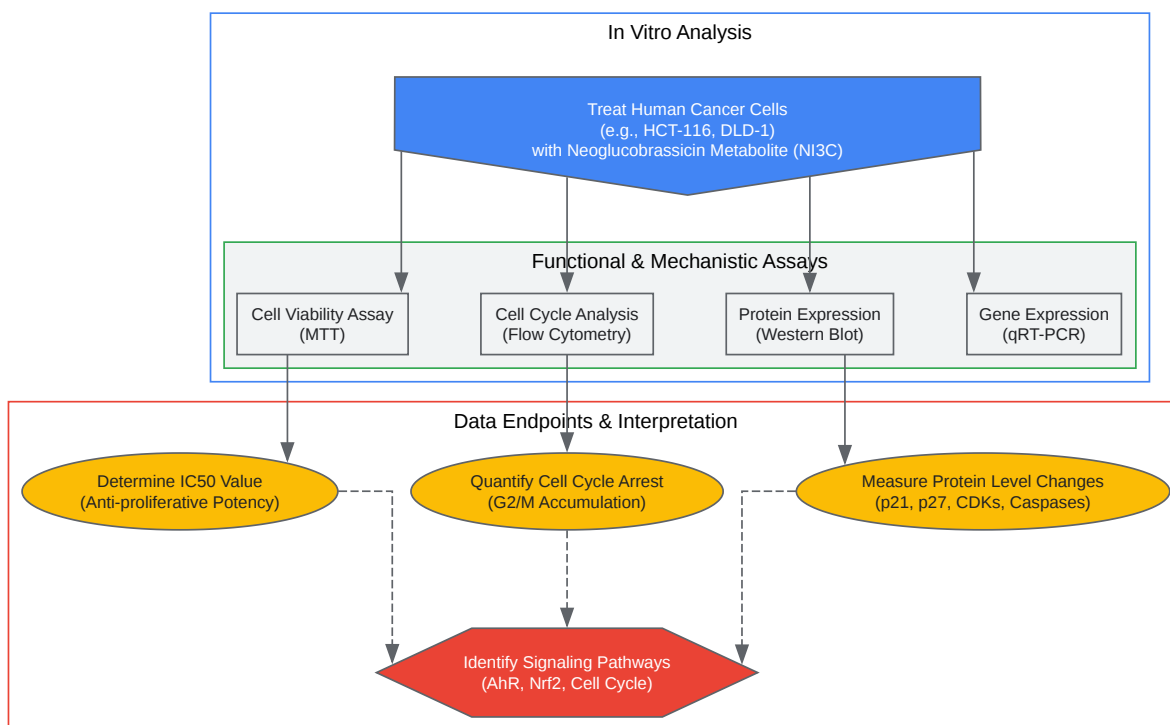 In Vitro Analysis
Treat Human Cancer Cells
(e.g., HCT-116, DLD-1)
with Neoglucobrassicin Metabolite (NI3C)
Functional & Mechanistic Assays
Cell Viability Assay
(MTT)
Cell Cycle Analysis
(Flow Cytometry)
Protein Expression
(Western Blot)
Gene Expression
(qRT-PCR)
Data Endpoints & Interpretation
Determine IC50 Value
(Anti-proliferative Potency)
Quantify Cell Cycle Arrest
(G2/M Accumulation)
Measure Protein Level Changes
(p21, p27, CDKs, Caspases)
Identify Signaling Pathways
(AhR, Nrf2, Cell Cycle)